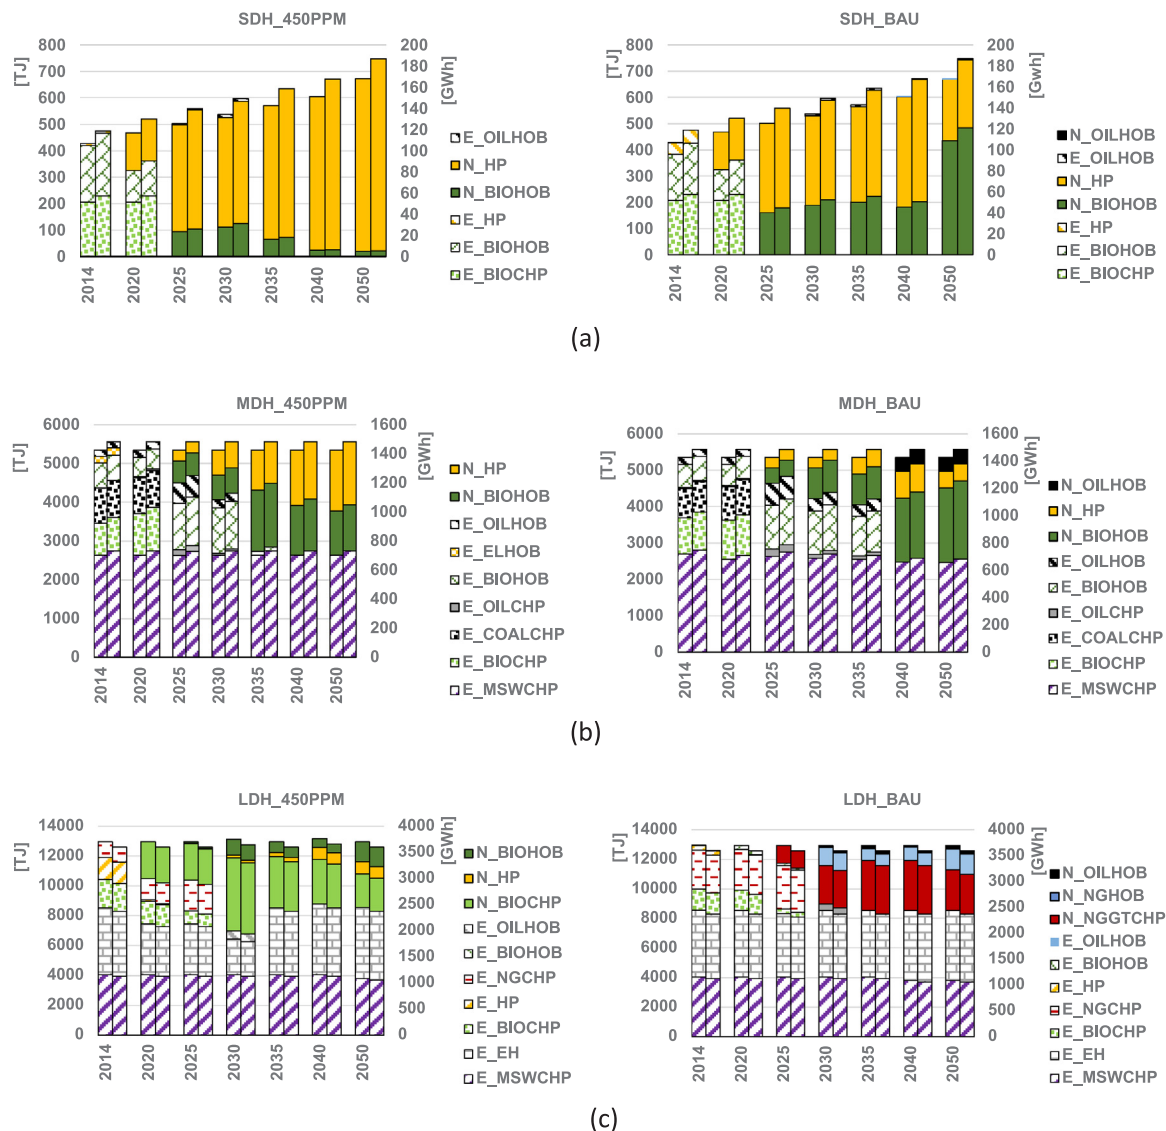 SDH_450PPM
[TJ]
800
700
600
500
400
300
200
100
0
200
180
160
140
120
100
80
60
40
20
0
[GWh]
2014
2020
2025
2030
2035
2040
2050
E_OILHOB
N_HP
N_BIOHOB
E_HP
E_BIOHOB
E_BIOCHP
SDH_BAU
[TJ]
800
700
600
500
400
300
200
100
0
200
180
160
140
120
100
80
60
40
20
0
[Gwh]
2014
2020
2025
2030
2035
2040
2050
N_OILHOB
E_OILHOB
N_HP
N_BIOHOB
E_HP
E_BIOHOB
E_BIOCHP
(a)
MDH_450PPM
[TJ]
6000
5000
4000
3000
2000
1000
0
1600
1400
1200
1000
800
600
400
200
0
[GWh]
2014
2020
2025
2030
2035
2040
2050
N_HP
N_BIOHOB
E_OILHOB
E_ELHOB
E_BIOHOB
E_OILCHP
E_COALCHP
E_BIOCHP
E_MSWCHP
MDH_BAU
[TJ]
6000
5000
4000
3000
2000
1000
0
1600
1400
1200
1000
800
600
400
200
0
[GWh]
2014
2020
2025
2030
2035
2040
2050
N_OILHOB
N_HP
N_BIOHOB
E_OILHOB
E_BIOHOB
E_OILCHP
E_COALCHP
E_BIOCHP
E_MSWCHP
(b)
LDH_450PPM
[TJ]
14000
12000
10000
8000
6000
4000
2000
0
4000
3500
3000
2500
2000
1500
1000
500
0
[GWh]
2014
2020
2025
2030
2035
2040
2050
N_BIOHOB
N_HP
N_BIOCHP
E_OILHOB
E_BIOHOB
E_NGCHP
E_HP
E_BIOCHP
E_EH
E_MSWCHP
LDH_BAU
[TJ]
14000
12000
10000
8000
6000
4000
2000
0
4000
3500
3000
2500
2000
1500
1000
500
0
[GWh]
2014
2020
2025
2030
2035
2040
2050
N_OILHOB
N_NGHOB
N_NGGTCHP
E_OILHOB
E_BIOHOB
E_HP
E_NGCHP
E_BIOCHP
E_EH
E_MSWCHP
(c)